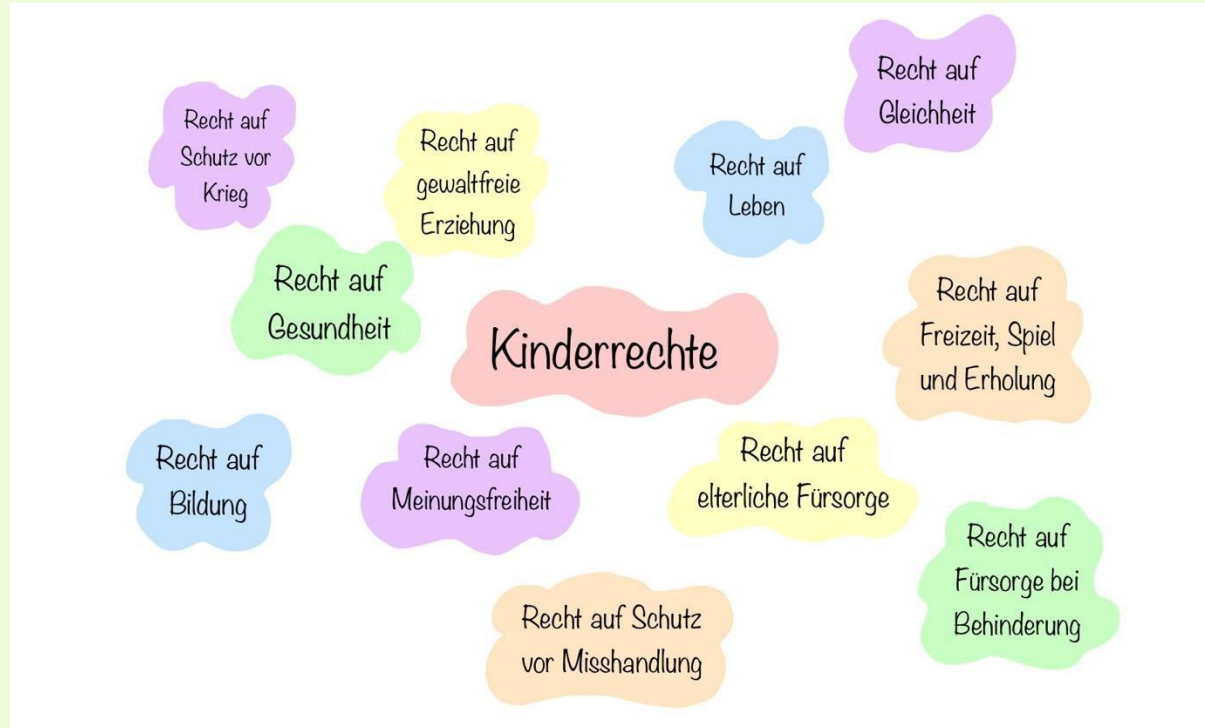 Recht auf
Gleichheit
Recht auf
Schutz vor
Krieg
Recht auf
gewaltfreie
Erziehung
Recht auf
Leben
Recht auf
Gesundheit
Kinderrechte
Recht auf
Freizeit, Spiel
und Erholung
Recht auf
Bildung
Recht auf
Meinungsfreiheit
Recht auf
elterliche Fürsorge
Recht auf
Fürsorge bei
Behinderung
Recht auf Schutz
vor Misshandlung